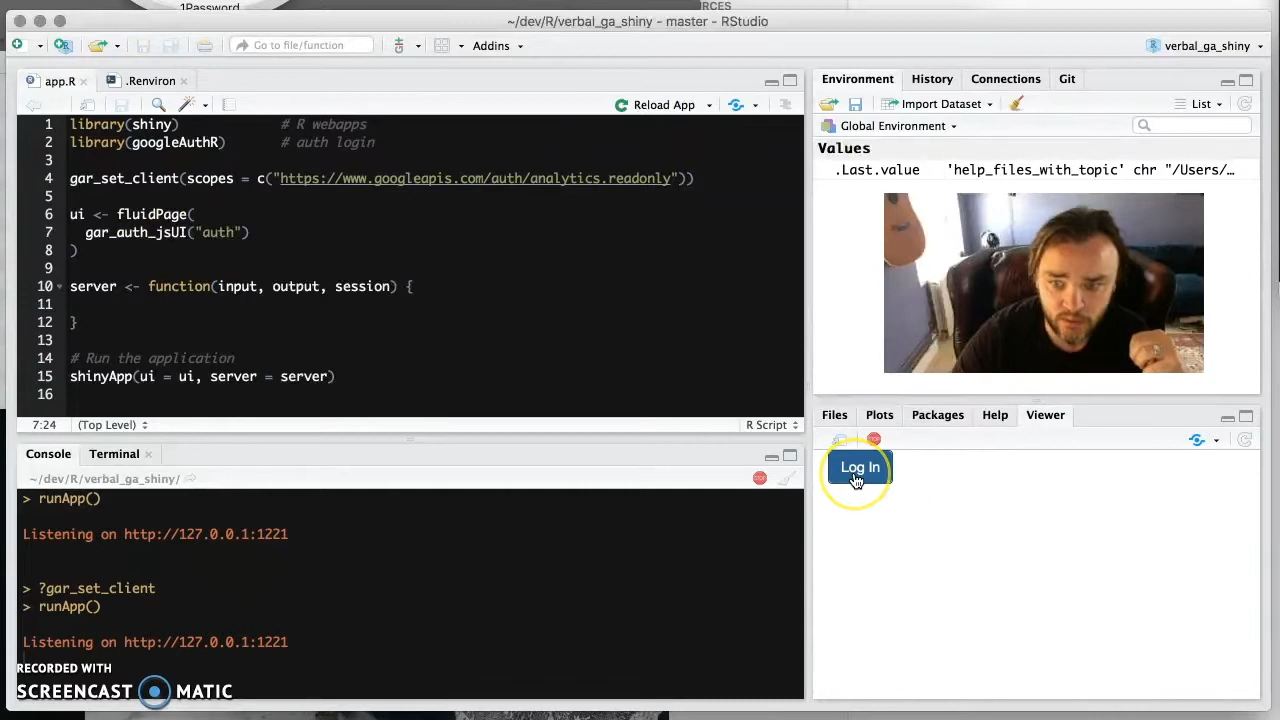 1Password
RCES
~/dev/R/verbal_ga_shiny - master - RStudio
Go to file/function
Addins
verbal_ga_shiny
app.R
.Renviron
Reload App
1 library(shiny) # R webapps
2 library(googleAuthR) # auth login
3
4 gar_set_client(scopes = c("https://www.googleapis.com/auth/analytics.readonly"))
5
6 ui <- fluidPage(
7 gar_auth_jsUI("auth")
8 )
9
10 server <- function(input, output, session) {
11
12 }
13
14 # Run the application
15 shinyApp(ui = ui, server = server)
16
7:24 (Top Level) R Script
Console Terminal
~/dev/R/verbal_ga_shiny/
> runApp()
Listening on http://127.0.0.1:1221
> ?gar_set_client
> runApp()
Listening on http://127.0.0.1:1221
RECORDED WITH
SCREENCAST MATIC
Environment History Connections Git
Import Dataset List
Global Environment
Values
.Last.value 'help_files_with_topic' chr "/Users/…
Files Plots Packages Help Viewer
STOP
Log In